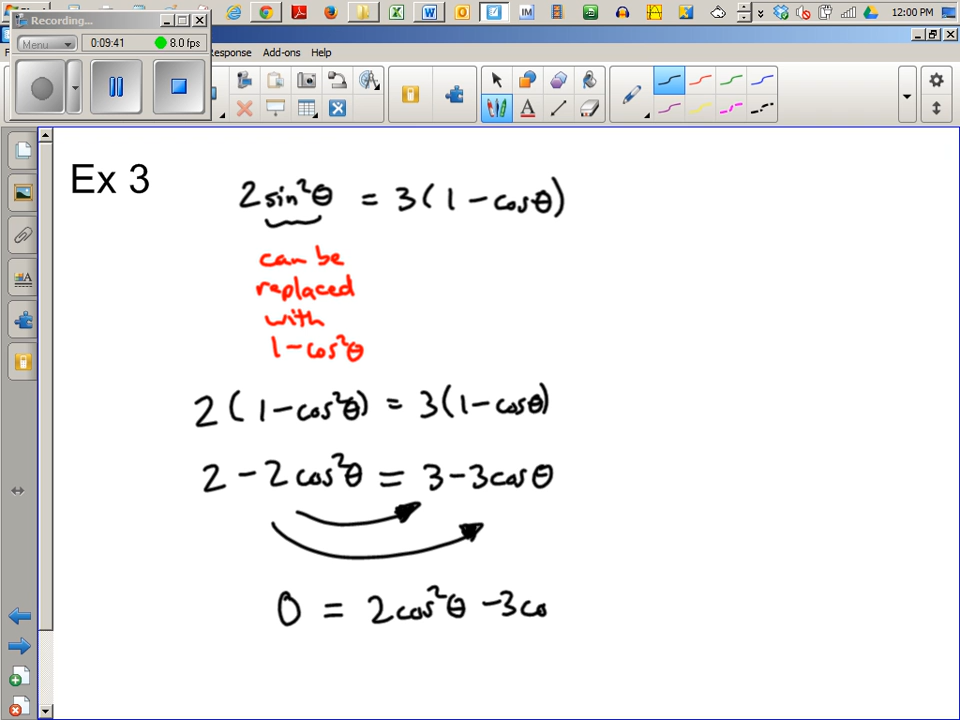 Recording...
12:00 PM
Menu
0:09:41
8.0 fps
Response Add-ons Help
Ex 3
2sin²θ = 3(1-cosθ)
can be
replaced
with
1-cos²θ
2(1-cos²θ) = 3(1-cosθ)
2 - 2cos²θ = 3-3cosθ
0 = 2cos²θ -3co